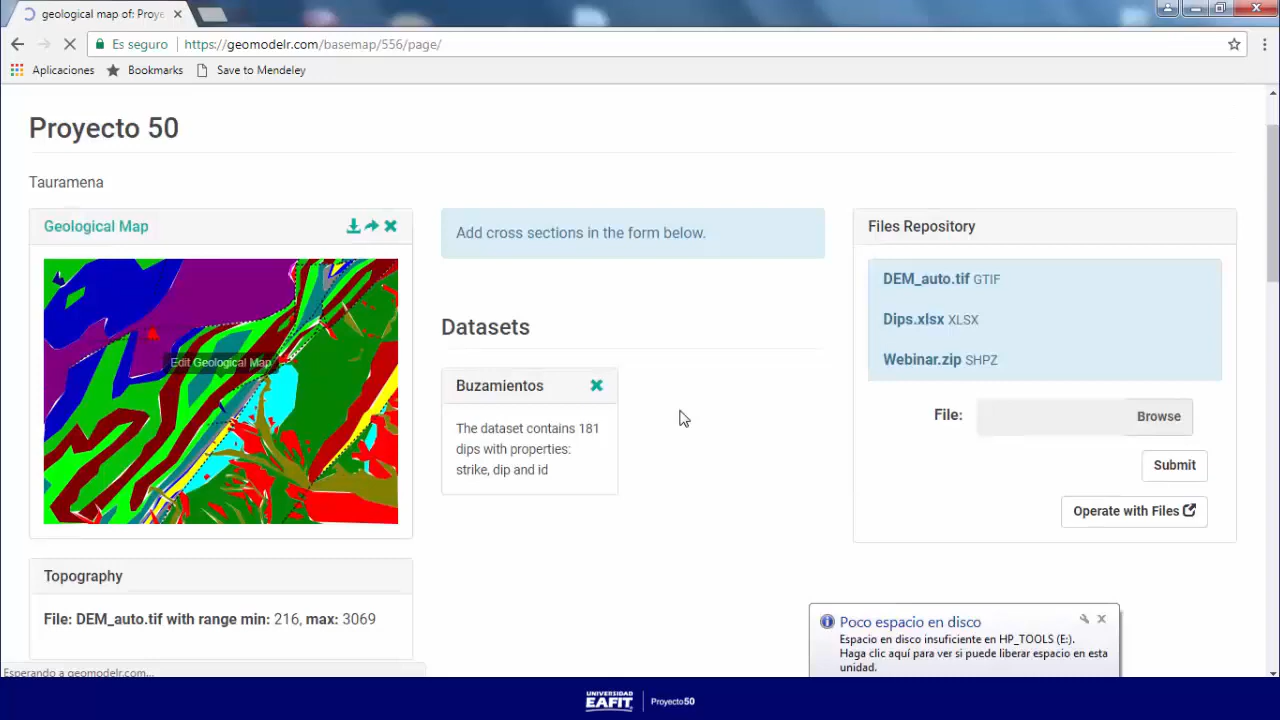 geological map of: Proye
Es seguro
https://geomodelr.com/basemap/556/page/
Aplicaciones
Bookmarks
Save to Mendeley
Proyecto 50
Tauramena
Geological Map
Edit Geological Map
Topography
File: DEM_auto.tif with range min: 216, max: 3069
Add cross sections in the form below.
Datasets
Buzamientos
The dataset contains 181
dips with properties:
strike, dip and id
Files Repository
DEM_auto.tif GTIF
Dips.xlsx XLSX
Webinar.zip SHPZ
File:
Browse
Submit
Operate with Files
Poco espacio en disco
Espacio en disco insuficiente en HP_TOOLS (E:).
Haga clic aquí para ver si puede liberar espacio en esta
unidad.
Esperando a geomodelr.com...
UNIVERSIDAD
EAFIT
Proyecto50